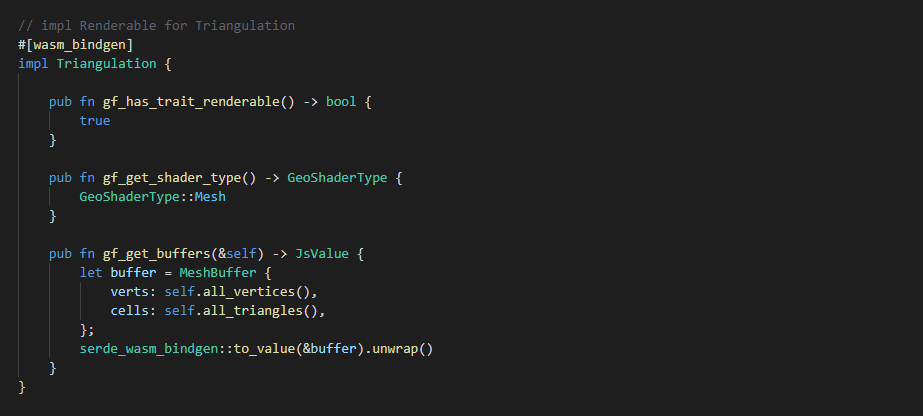 // impl Renderable for Triangulation
#[wasm_bindgen]
impl Triangulation {
pub fn gf_has_trait_renderable() -> bool {
true
}
pub fn gf_get_shader_type() -> GeoShaderType {
GeoShaderType::Mesh
}
pub fn gf_get_buffers(&self) -> JsValue {
let buffer = MeshBuffer {
verts: self.all_vertices(),
cells: self.all_triangles(),
};
serde_wasm_bindgen::to_value(&buffer).unwrap()
}
}